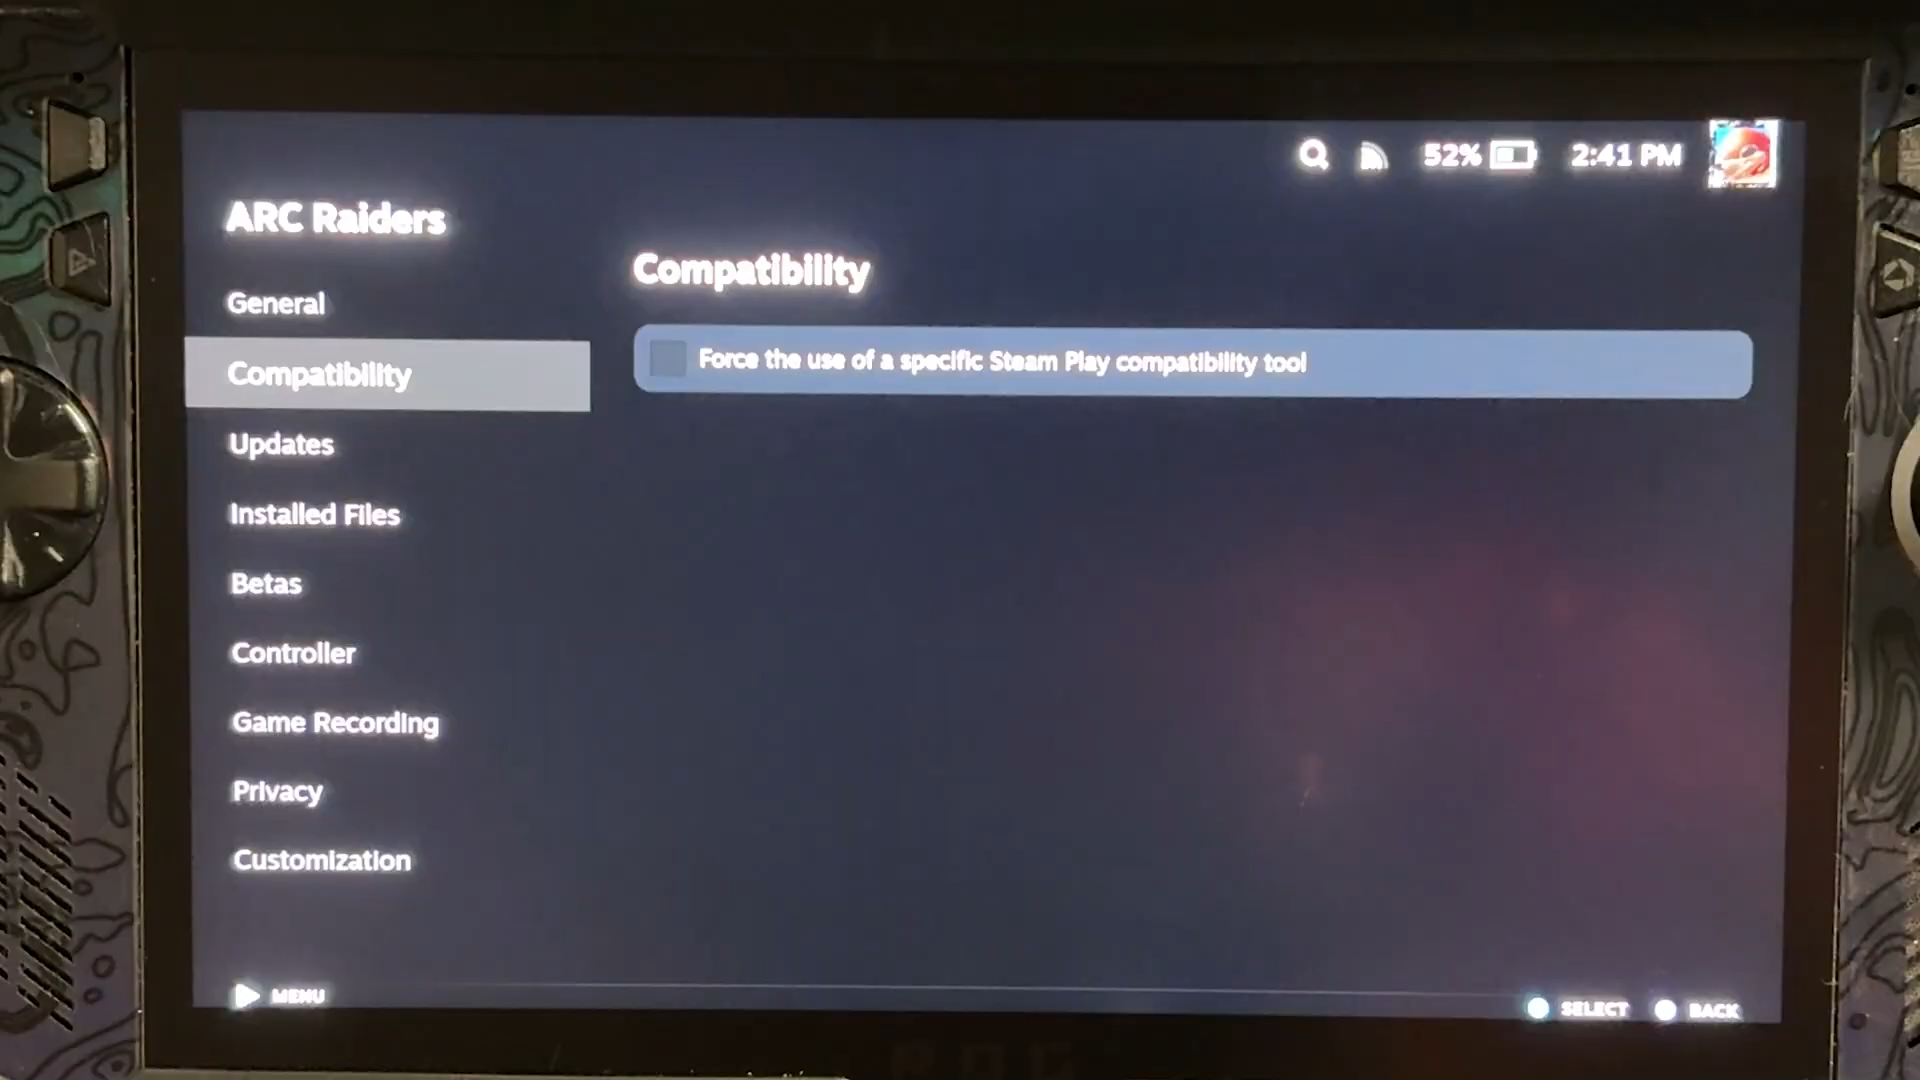 52%
2:41 PM
ARC Raiders
General
Compatibility
Updates
Installed Files
Betas
Controller
Game Recording
Privacy
Customization
Compatibility
Force the use of a specific Steam Play compatibility tool
MENU
SELECT
BACK
ROG